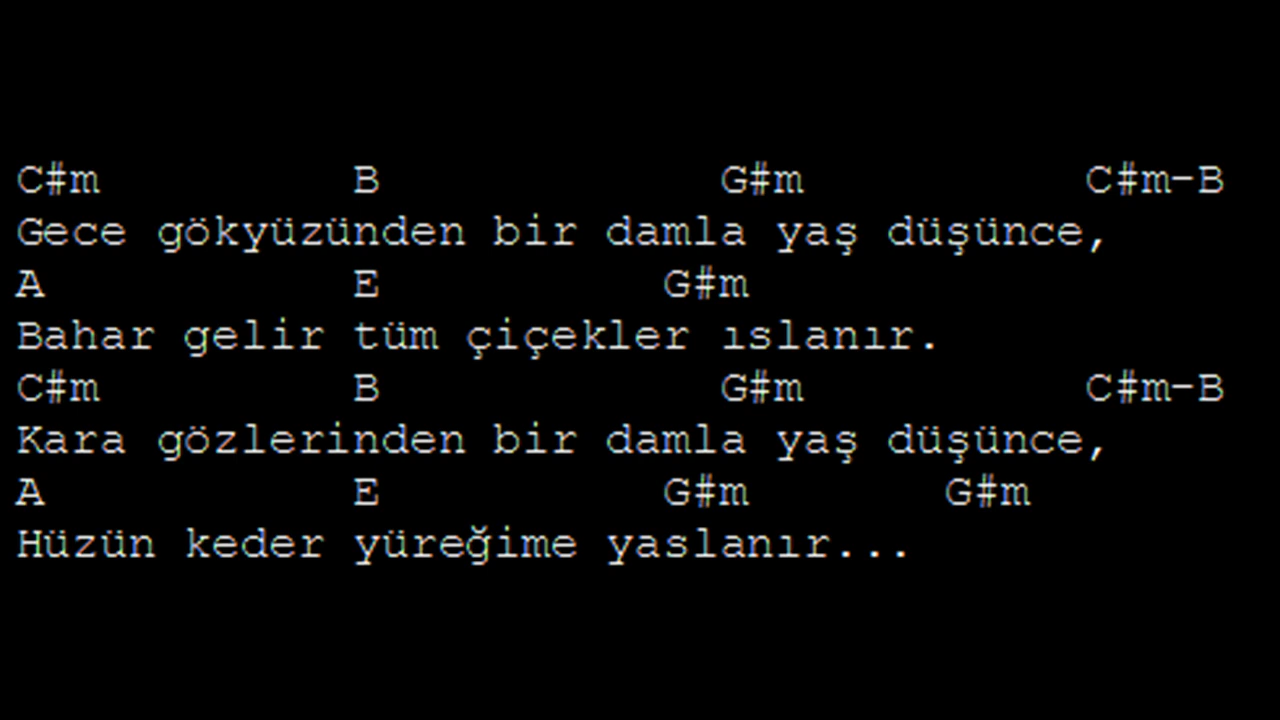 C#m B G#m C#m-B
Gece gökyüzünden bir damla yaş düşünce,
A E G#m
Bahar gelir tüm çiçekler ıslanır.
C#m B G#m C#m-B
Kara gözlerinden bir damla yaş düşünce,
A E G#m G#m
Hüzün keder yüreğime yaslanır...